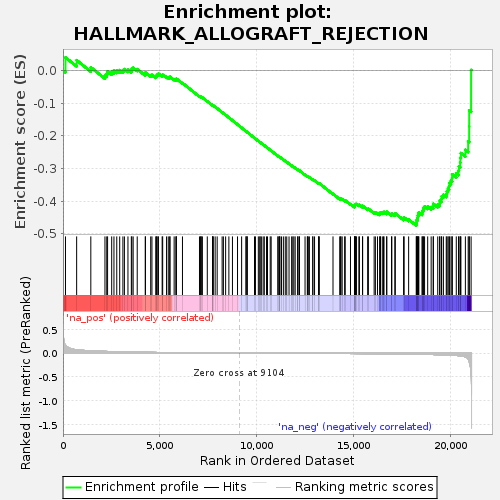 Enrichment plot:
HALLMARK_ALLOGRAFT_REJECTION
Enrichment score (ES)
0.0
-0.1
-0.2
-0.3
-0.4
-0.5
'na_pos' (positively correlated)
Ranked list metric (PreRanked)
0.5
0.0
-0.5
-1.0
-1.5
Zero cross at 9104
'na_neg' (negatively correlated)
0
5,000
10,000
15,000
20,000
Rank in Ordered Dataset
Enrichment profile
Hits
Ranking metric scores